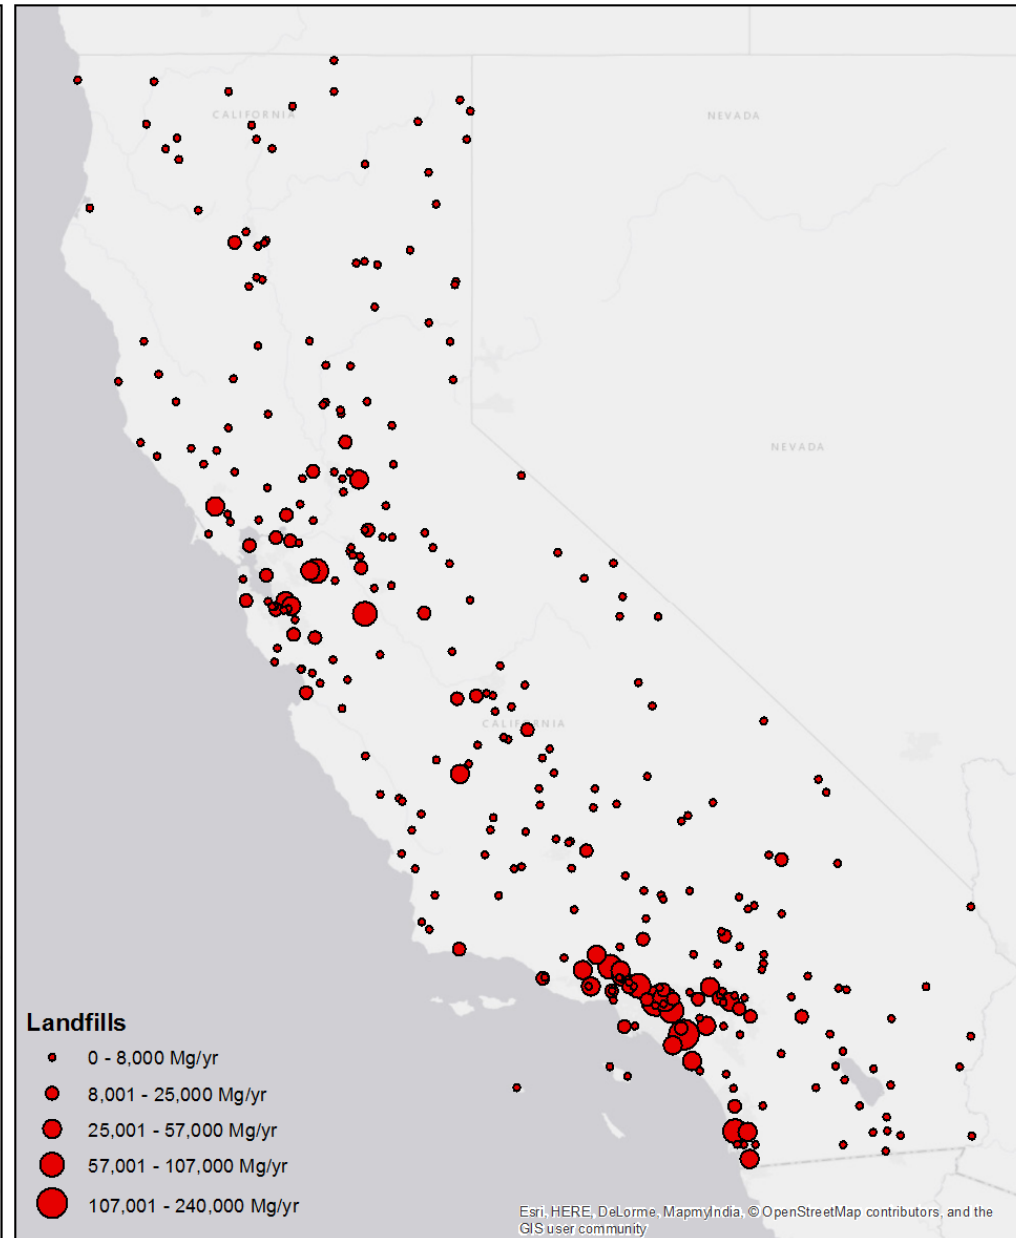 CALIFORNIA
NEVADA
NEVADA
CALIFORNIA
Landfills
0 - 8,000 Mg/yr
8,001 - 25,000 Mg/yr
25,001 - 57,000 Mg/yr
57,001 - 107,000 Mg/yr
107,001 - 240,000 Mg/yr
Esri, HERE, DeLorme, MapmyIndia, © OpenStreetMap contributors, and the
GIS user community